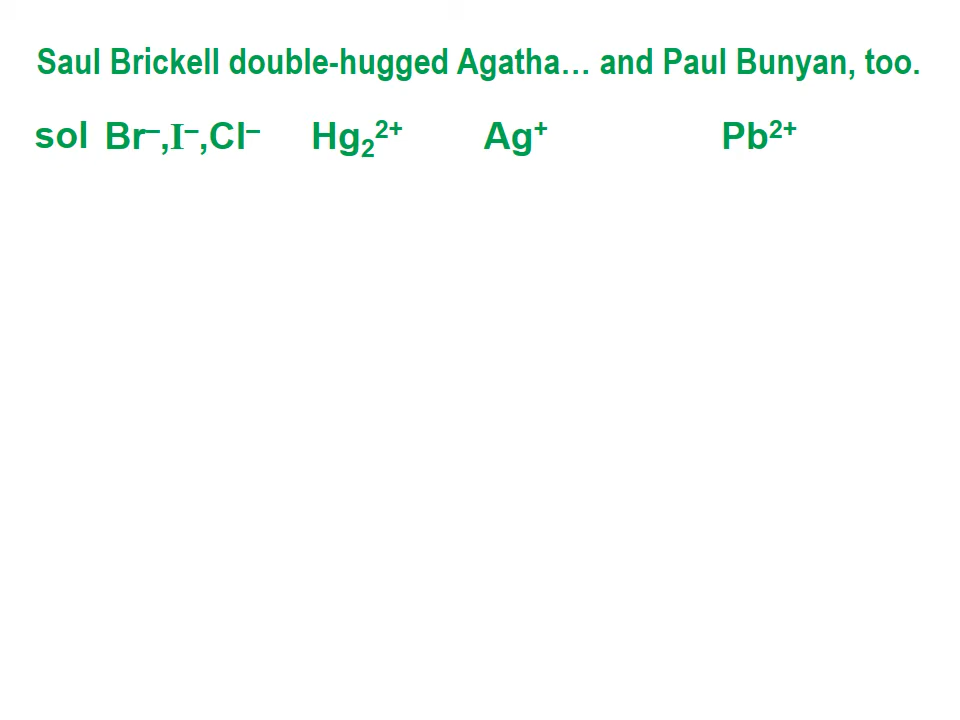 Saul Brickell double-hugged Agatha… and Paul Bunyan, too.
sol Br⁻,I⁻,Cl⁻ Hg₂²⁺ Ag⁺ Pb²⁺